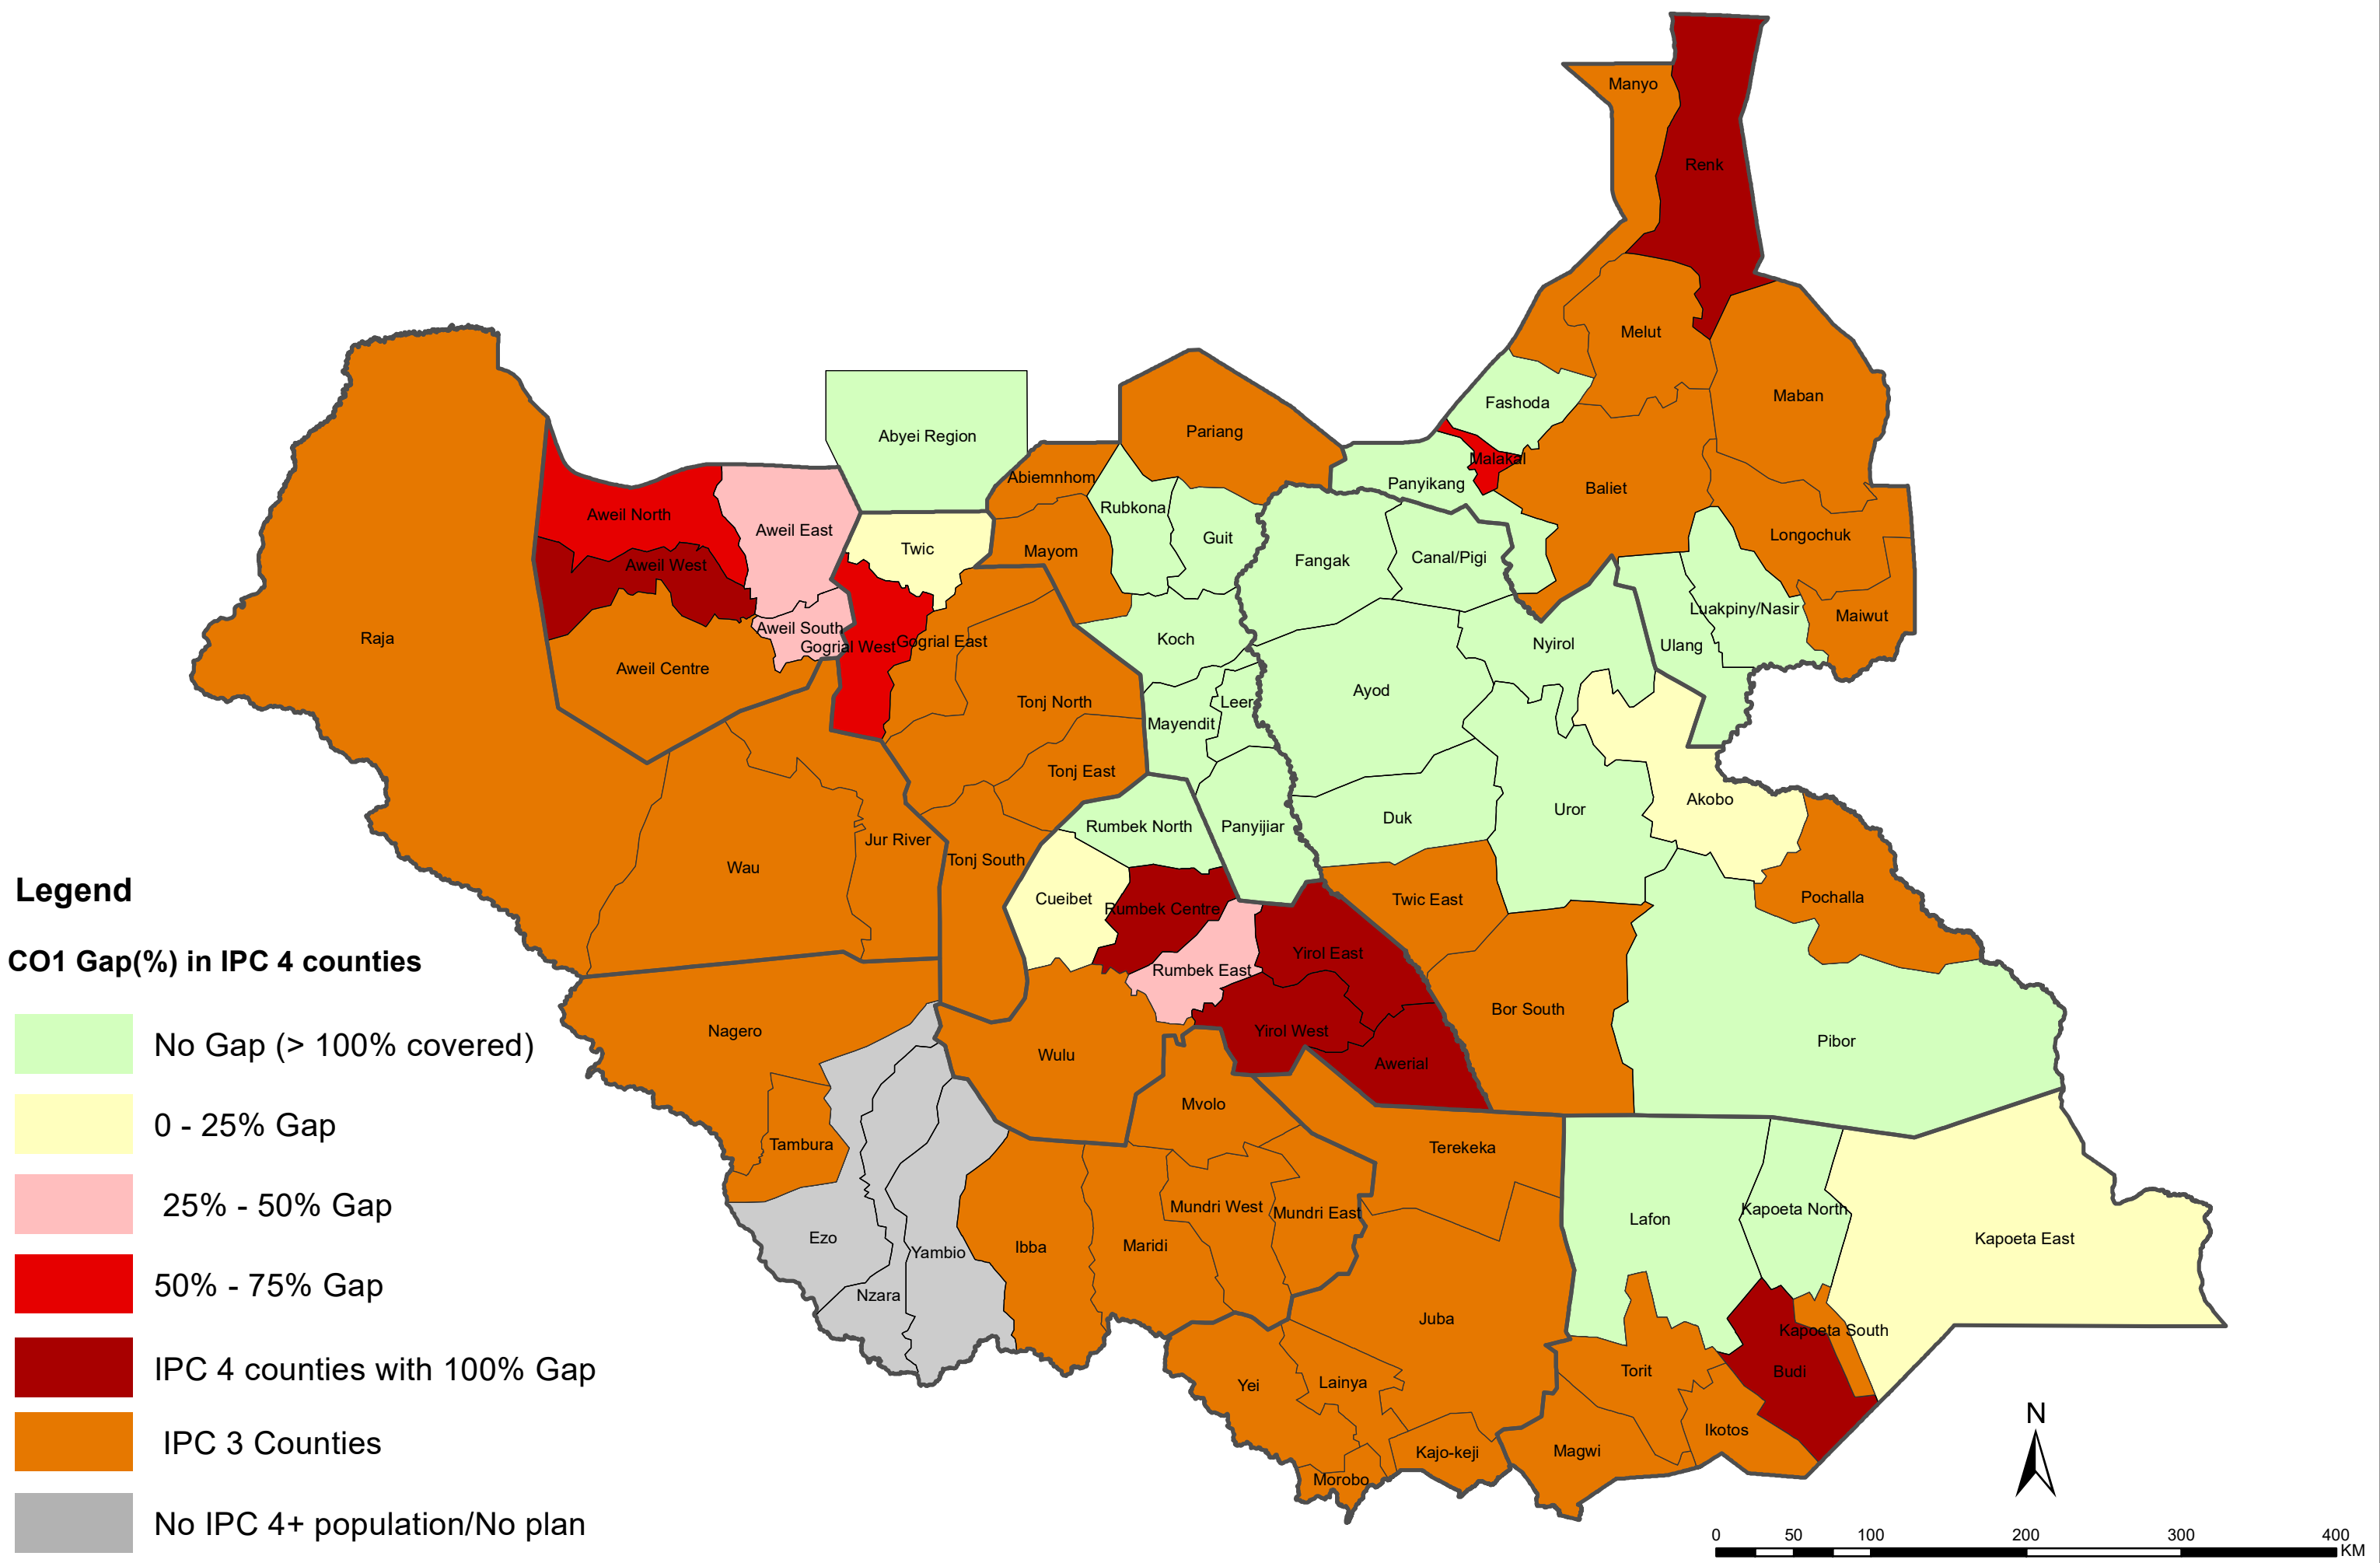 Manyo
Renk
Melut
Maban
Fashoda
Abyei Region
Pariang
Malakal
Abiemnhom
Panyikang
Baliet
Rubkona
Aweil North
Aweil East
Guit
Longochuk
Twic
Mayom
Fangak
Canal/Pigi
Aweil West
Luakpiny/Nasir
Maiwut
Aweil South
Raja
Koch
Gogrial East
Nyirol
Ulang
Gogrial West
Aweil Centre
Ayod
Tonj North
Leer
Mayendit
Tonj East
Akobo
Uror
Duk
Rumbek North
Panyijiar
Jur River
Tonj South
Wau
Cueibet
Twic East
Pochalla
Rumbek Centre
Yirol East
Rumbek East
Bor South
Nagero
Yirol West
Pibor
Wulu
Awerial
Mvolo
Tambura
Terekeka
Mundri West
Kapoeta North
Mundri East
Lafon
Ezo
Kapoeta East
Ibba
Maridi
Yambio
Nzara
Juba
Kapoeta South
Torit
Budi
Lainya
Yei
Ikotos
Magwi
Kajo-keji
Morobo
Legend
CO1 Gap(%) in IPC 4 counties
No Gap (> 100% covered)
0 - 25% Gap
25% - 50% Gap
50% - 75% Gap
IPC 4 counties with 100% Gap
IPC 3 Counties
No IPC 4+ population/No plan
N
0 50 100 200 300 400
KM